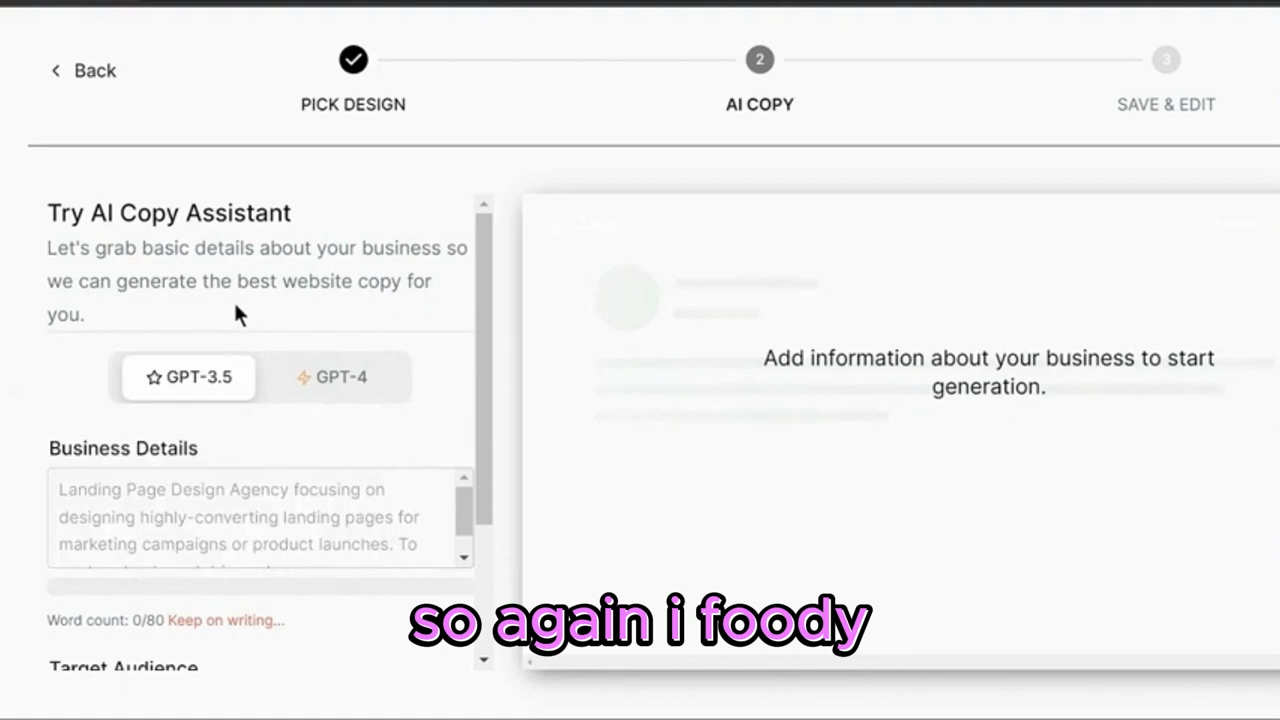 Back
2
3
PICK DESIGN
AI COPY
SAVE & EDIT
Try AI Copy Assistant
Let's grab basic details about your business so
we can generate the best website copy for
you.
GPT-3.5
GPT-4
Add information about your business to start
generation.
Business Details
Landing Page Design Agency focusing on
designing highly-converting landing pages for
marketing campaigns or product launches. To
Word count: 0/80 Keep on writing...
so again i foody
Target Audience